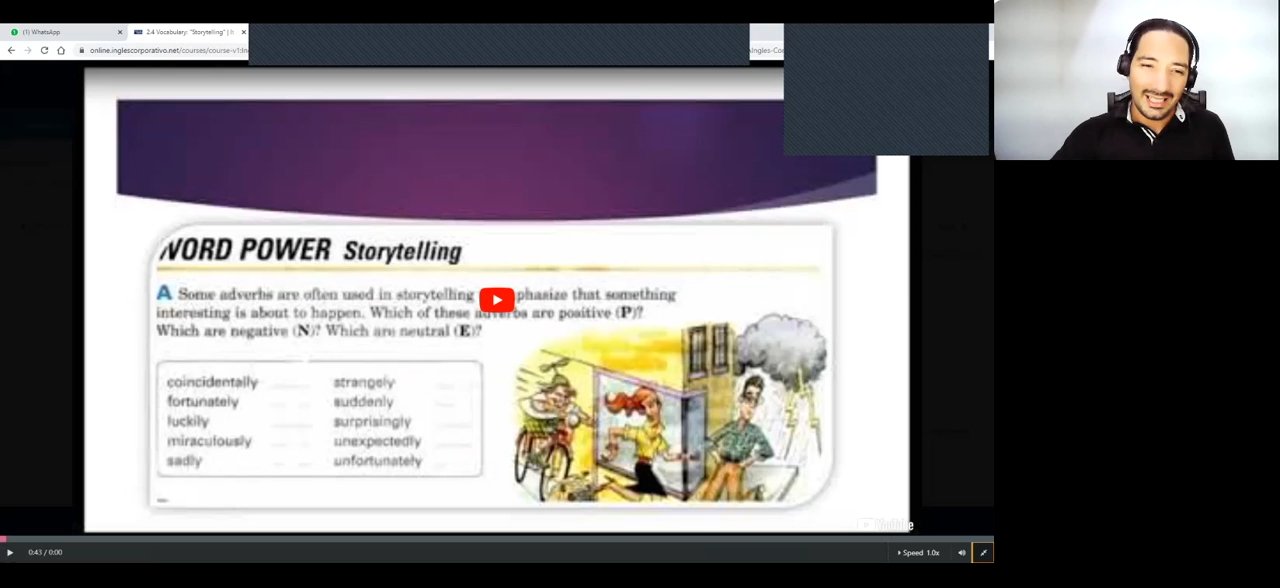 (1) WhatsApp
2.4 Vocabulary: "Storytelling" |
online.inglescorporativo.net/courses/course-v1:
WORD POWER Storytelling
A Some adverbs are often used in storytelling phasize that something
interesting is about to happen. Which of these adverbs are positive (P)?
Which are negative (N)? Which are neutral (E)?
coincidentally strangely
fortunately suddenly
luckily surprisingly
miraculously unexpectedly
sadly unfortunately
YouTube
0:43 / 0:00
Speed 1.0x